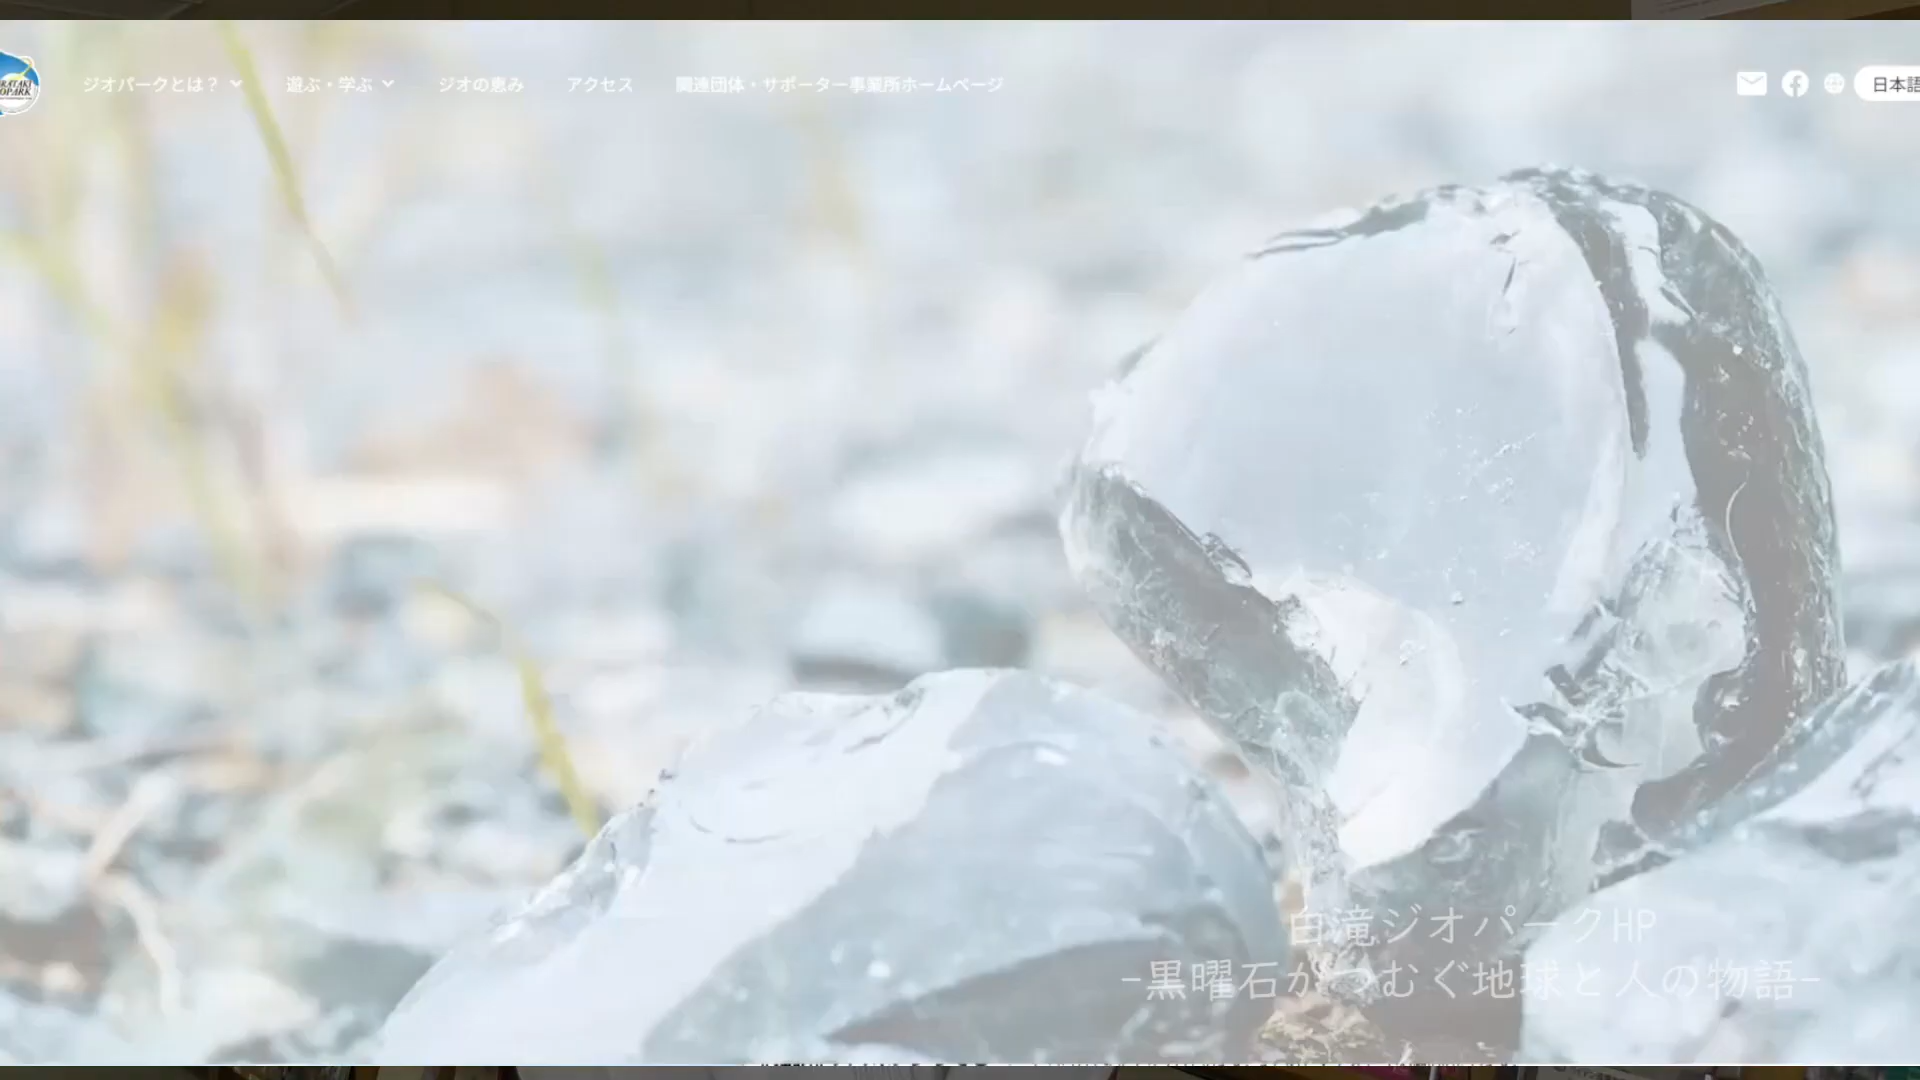 ジオパークとは？
遊ぶ・学ぶ
ジオの恵み
アクセス
関連団体・サポーター事業所ホームページ
日本語
白滝ジオパークHP
−黒曜石がつむぐ地球と人の物語−